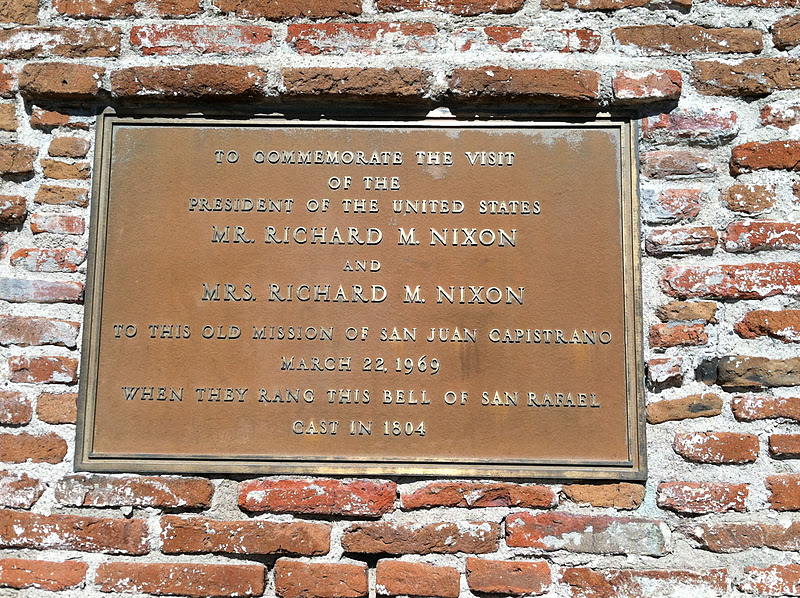 TO COMMEMORATE THE VISIT
OF THE
PRESIDENT OF THE UNITED STATES
MR. RICHARD M. NIXON
AND
MRS. RICHARD M. NIXON
TO THIS OLD MISSION OF SAN JUAN CAPISTRANO
MARCH 22, 1969
WHEN THEY RANG THIS BELL OF SAN RAFAEL
CAST IN 1804